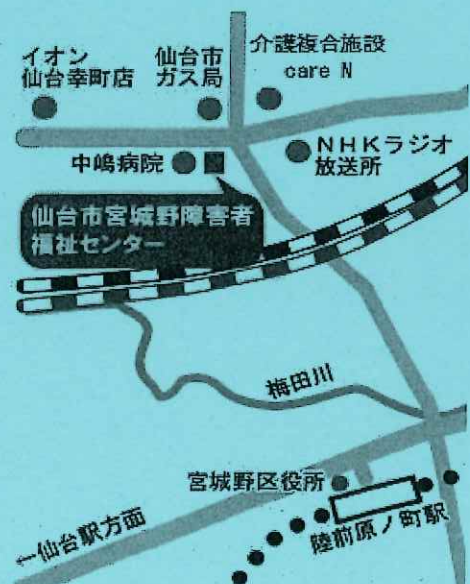 イオン
仙台幸町店
仙台市
ガス局
介護複合施設
care N
中嶋病院
NHKラジオ
放送所
仙台市宮城野障害者
福祉センター
梅田川
宮城野区役所
陸前原ノ町駅
←仙台駅方面